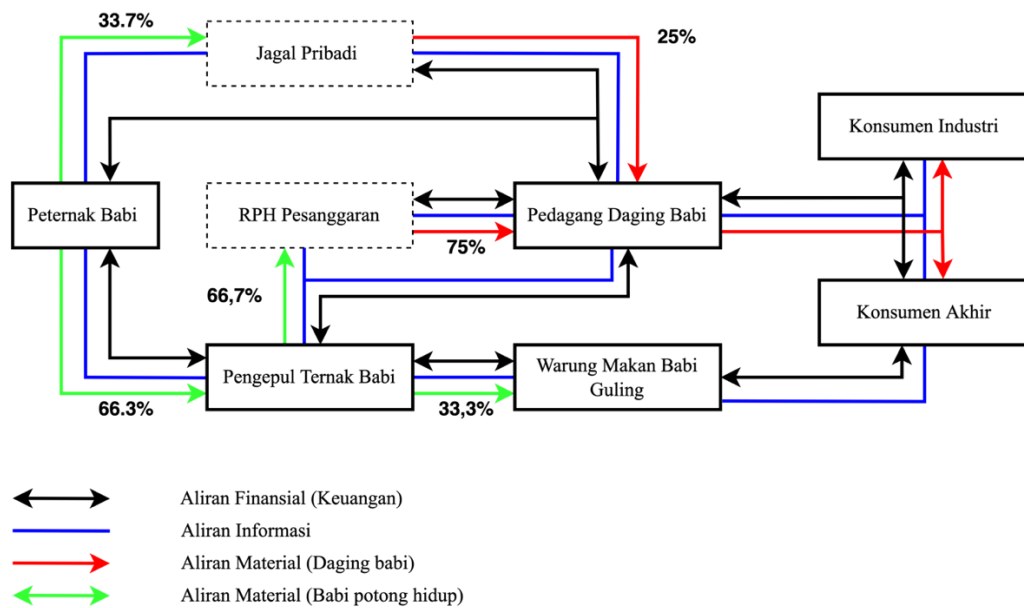 33.7%
Jagal Pribadi
25%
Konsumen Industri
Peternak Babi
RPH Pesanggaran
Pedagang Daging Babi
75%
66,7%
Konsumen Akhir
Pengepul Ternak Babi
Warung Makan Babi
Guling
66.3%
33,3%
Aliran Finansial (Keuangan)
Aliran Informasi
Aliran Material (Daging babi)
Aliran Material (Babi potong hidup)